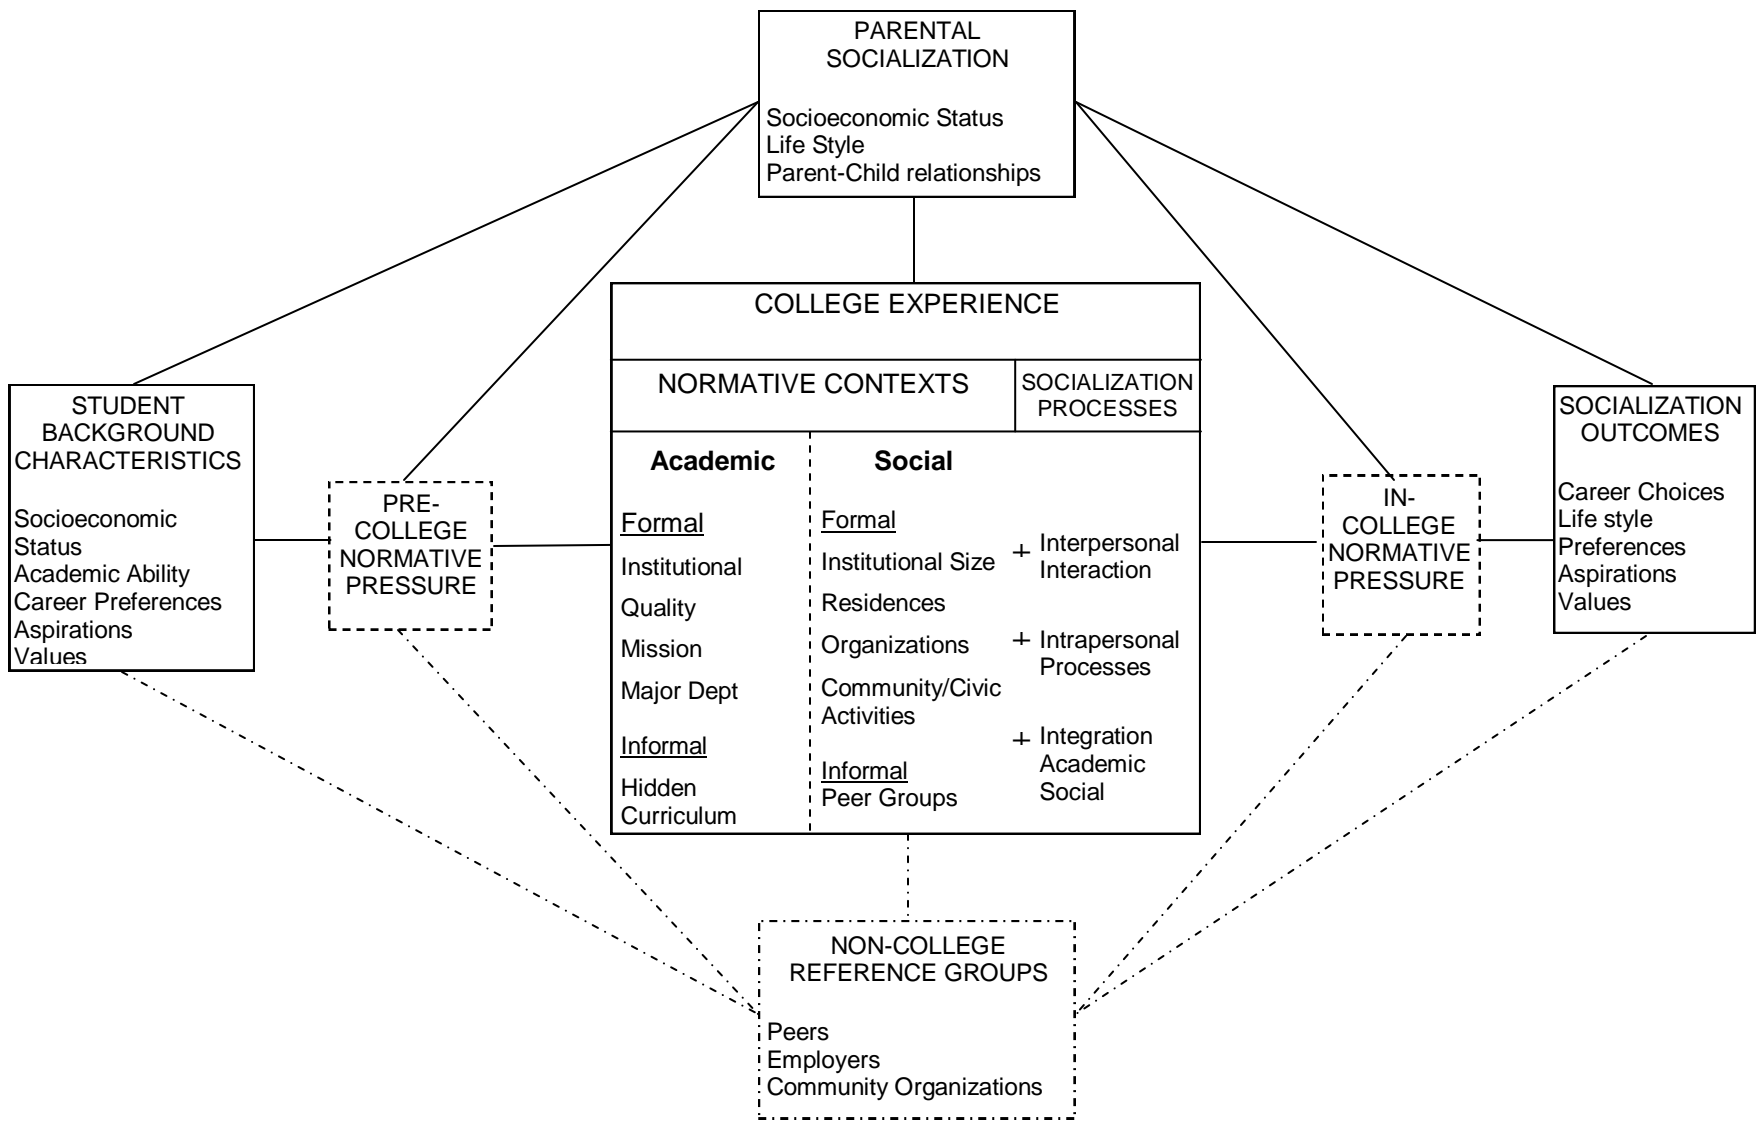 PARENTAL
SOCIALIZATION
Socioeconomic Status
Life Style
Parent-Child relationships
COLLEGE EXPERIENCE
NORMATIVE CONTEXTS
SOCIALIZATION
PROCESSES
STUDENT
BACKGROUND
CHARACTERISTICS
Socioeconomic
Status
Academic Ability
Career Preferences
Aspirations
Values
PRE-
COLLEGE
NORMATIVE
PRESSURE
Academic
Formal
Institutional
Quality
Mission
Major Dept
Informal
Hidden
Curriculum
Social
Formal
Institutional Size
Residences
Organizations
Community/Civic
Activities
Informal
Peer Groups
+ Interpersonal
Interaction
+ Intrapersonal
Processes
+ Integration
Academic
Social
IN-
COLLEGE
NORMATIVE
PRESSURE
SOCIALIZATION
OUTCOMES
Career Choices
Life style
Preferences
Aspirations
Values
NON-COLLEGE
REFERENCE GROUPS
Peers
Employers
Community Organizations